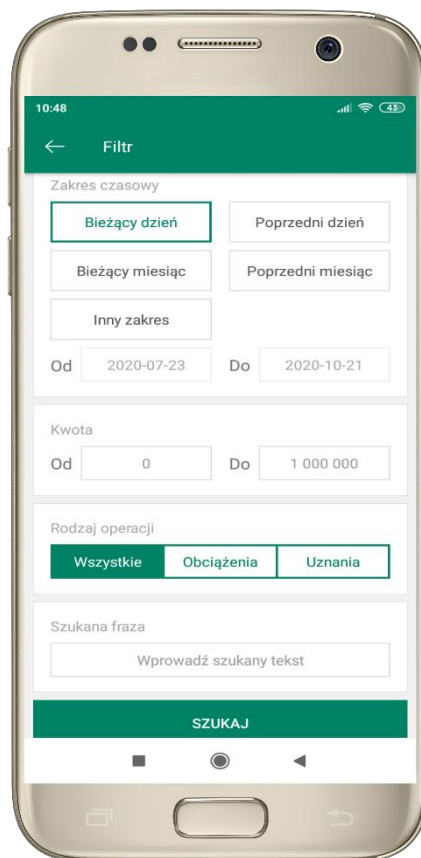 10:48 43
Filtr
Zakres czasowy
Bieżący dzień Poprzedni dzień
Bieżący miesiąc Poprzedni miesiąc
Inny zakres
Od 2020-07-23 Do 2020-10-21
Kwota
Od 0 Do 1 000 000
Rodzaj operacji
Wszystkie Obciążenia Uznania
Szukana fraza
Wprowadź szukany tekst
SZUKAJ